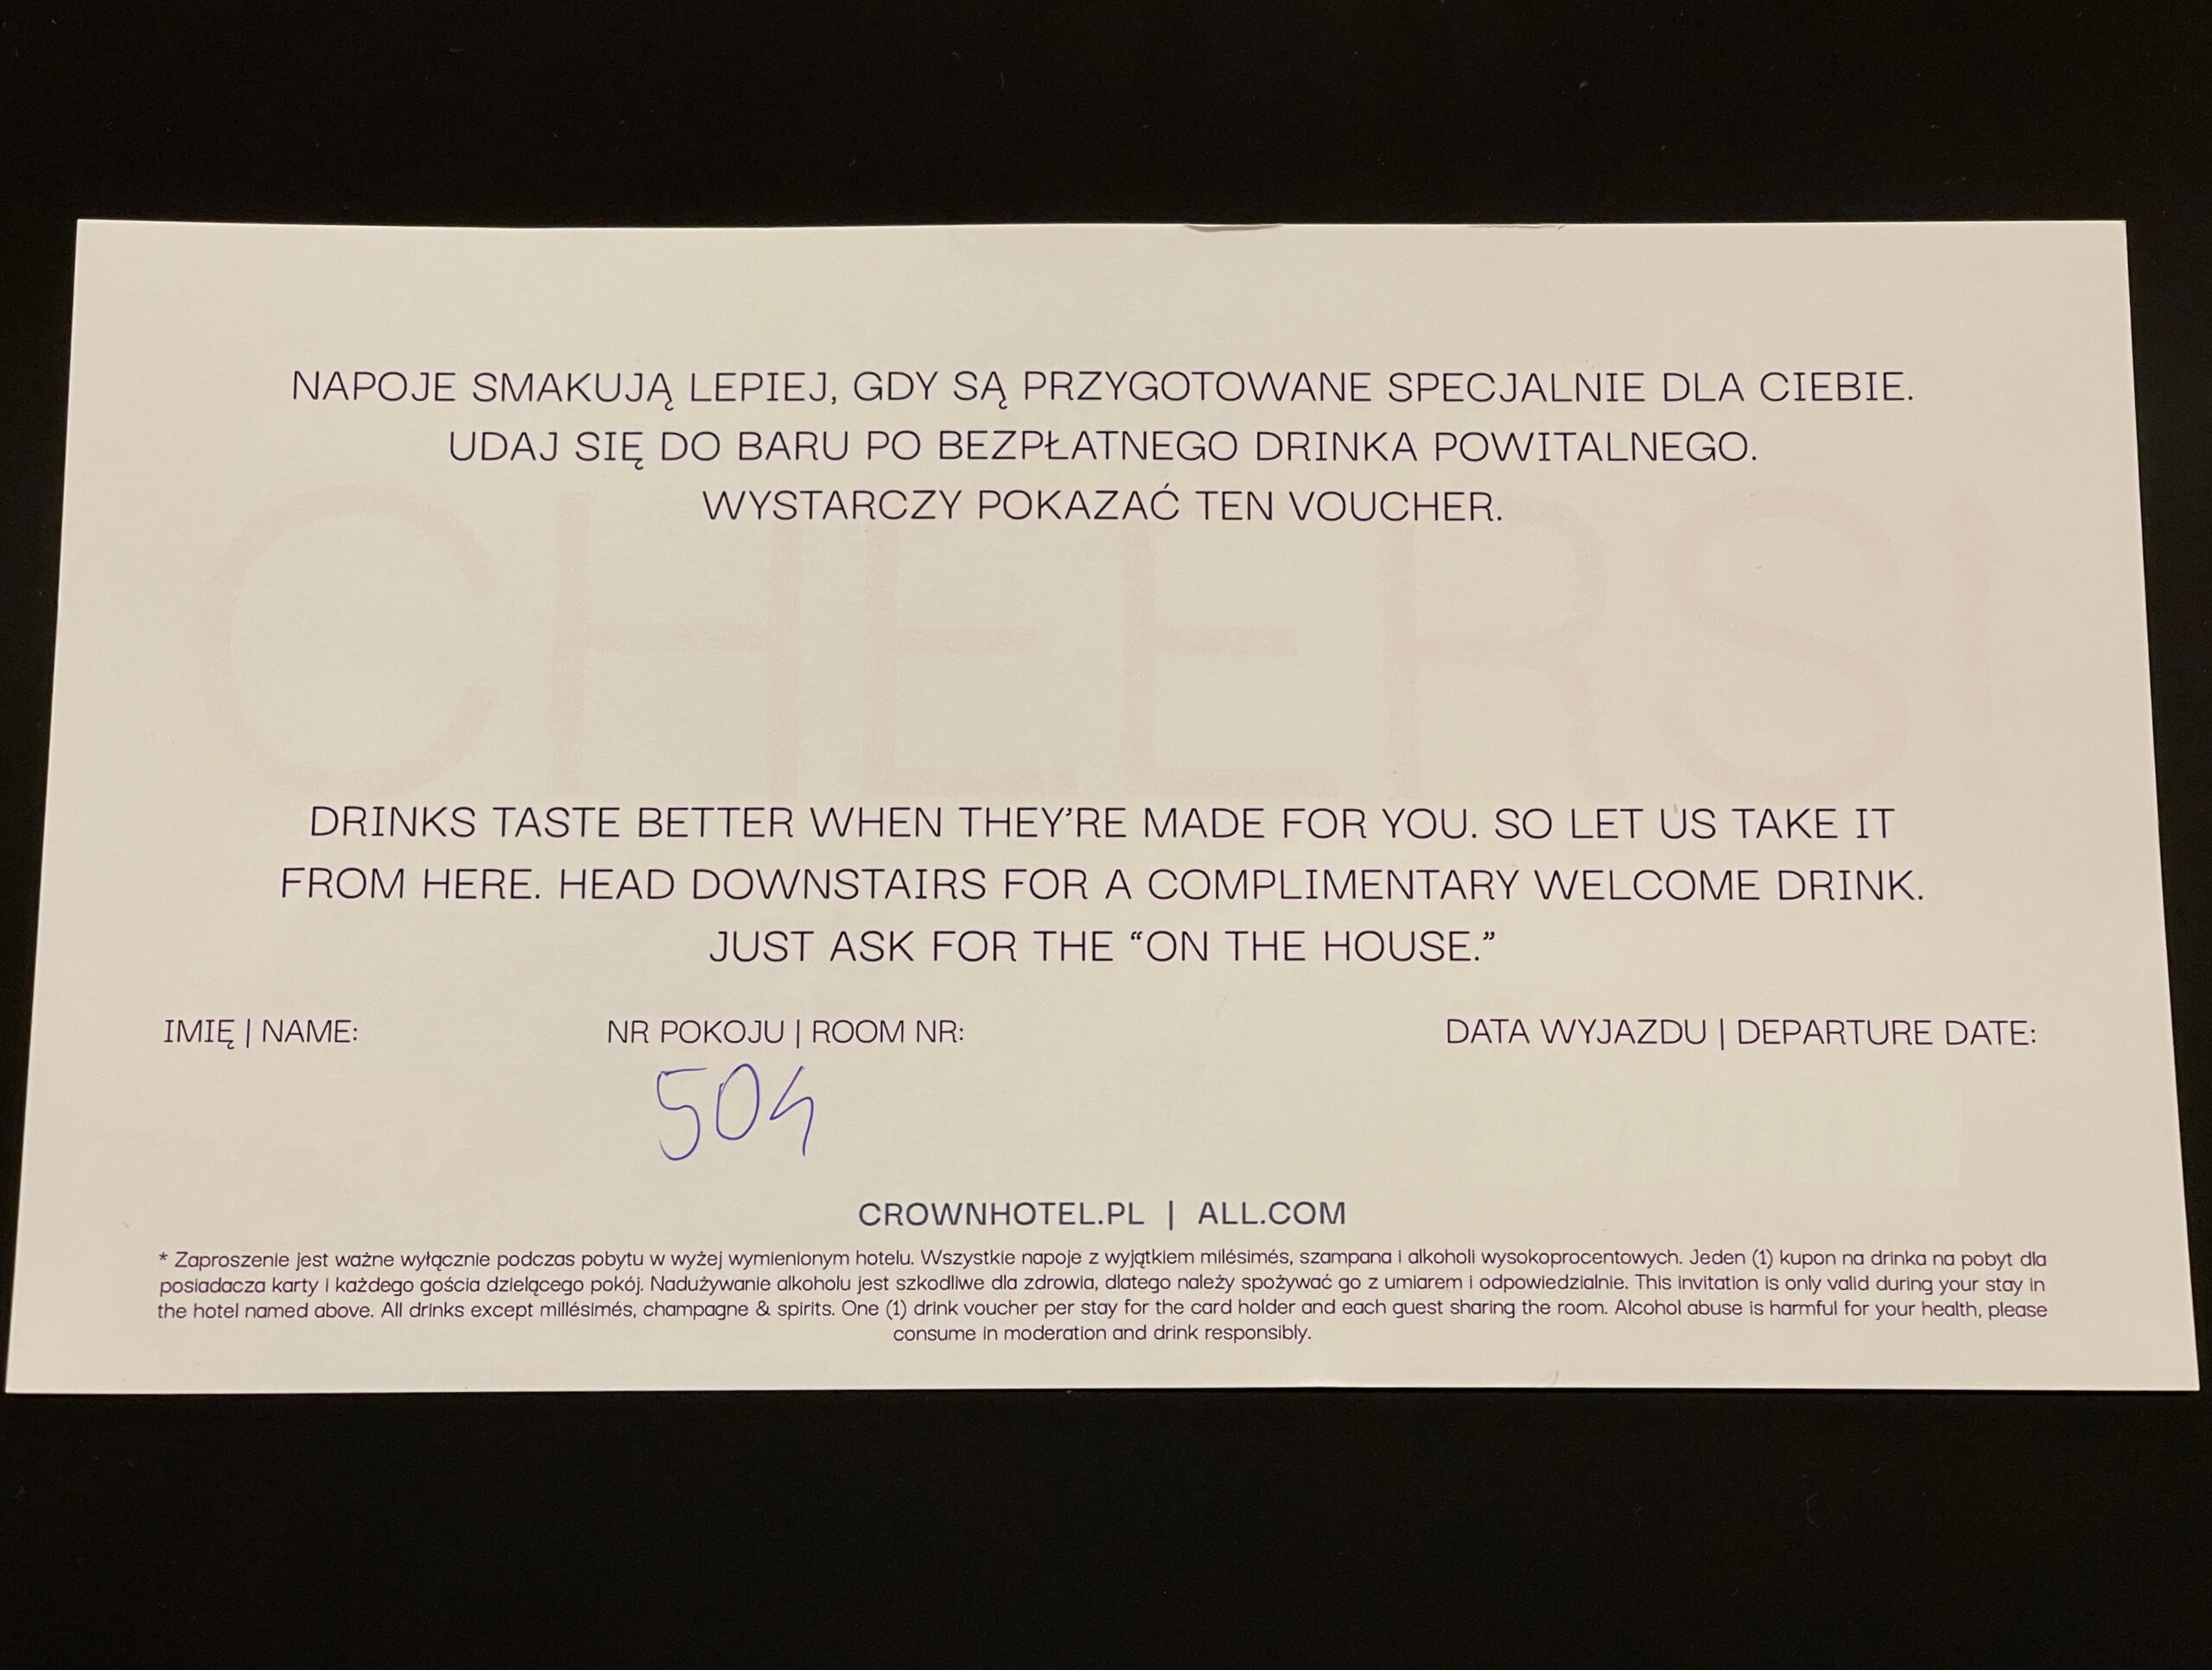 NAPOJE SMAKUJĄ LEPIEJ, GDY SĄ PRZYGOTOWANE SPECJALNIE DLA CIEBIE.
UDAJ SIĘ DO BARU PO BEZPŁATNEGO DRINKA POWITALNEGO.
WYSTARCZY POKAZAĆ TEN VOUCHER.
CHEERS!
DRINKS TASTE BETTER WHEN THEY'RE MADE FOR YOU. SO LET US TAKE IT
FROM HERE. HEAD DOWNSTAIRS FOR A COMPLIMENTARY WELCOME DRINK.
JUST ASK FOR THE “ON THE HOUSE.”
IMIĘ | NAME: NR POKOJU | ROOM NR: DATA WYJAZDU | DEPARTURE DATE:
504
CROWNHOTEL.PL | ALL.COM
* Zaproszenie jest ważne wyłącznie podczas pobytu w wyżej wymienionym hotelu. Wszystkie napoje z wyjątkiem milésimés, szampana i alkoholi wysokoprocentowych. Jeden (1) kupon na drinka na pobyt dla
posiadacza karty i każdego gościa dzielącego pokój. Nadużywanie alkoholu jest szkodliwe dla zdrowia, dlatego należy spożywać go z umiarem i odpowiedzialnie. This invitation is only valid during your stay in
the hotel named above. All drinks except millésimés, champagne & spirits. One (1) drink voucher per stay for the card holder and each guest sharing the room. Alcohol abuse is harmful for your health, please
consume in moderation and drink responsibly.